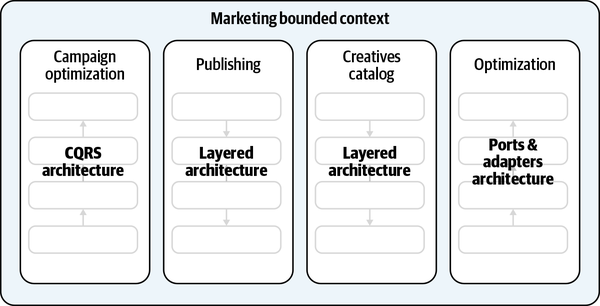 Marketing bounded context
Campaign
optimization
Publishing
Creatives
catalog
Optimization
CQRS
architecture
Layered
architecture
Layered
architecture
Ports &
adapters
architecture